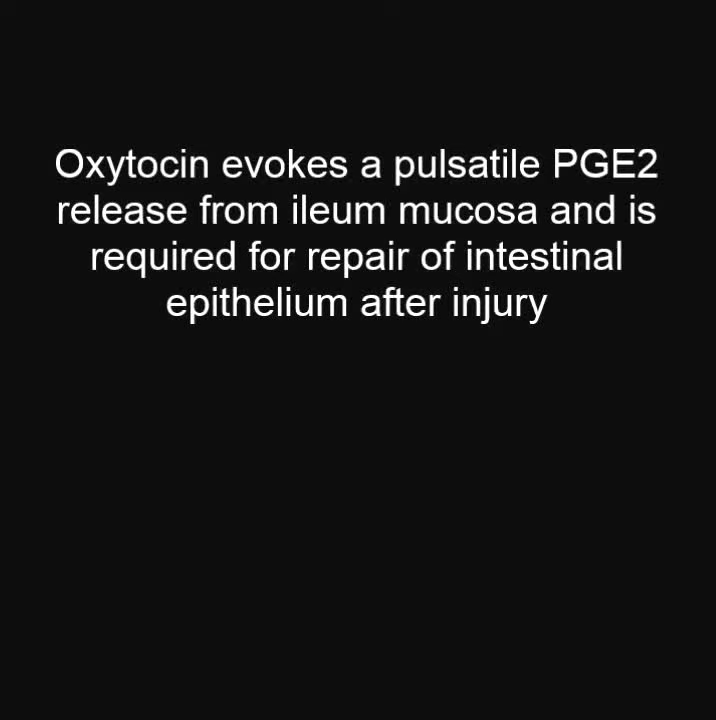 Oxytocin evokes a pulsatile PGE2
release from ileum mucosa and is
required for repair of intestinal
epithelium after injury